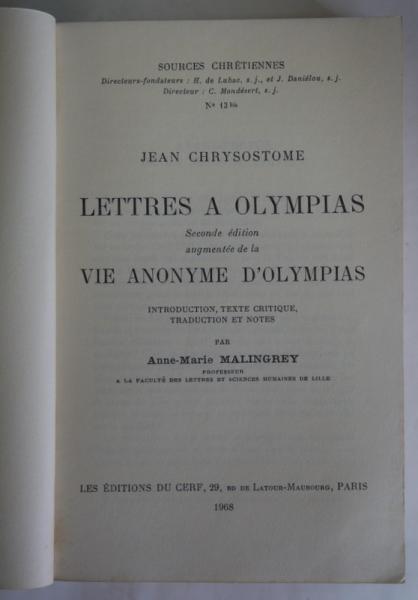 SOURCES CHRÉTIENNES
Directeurs-fondateurs : H. de Lubac, s. j., et J. Daniélou, s. j.
Directeur : C. Mondésert, s. j.
Nº 13 bis
JEAN CHRYSOSTOME
LETTRES A OLYMPIAS
Seconde édition
augmentée de la
VIE ANONYME D'OLYMPIAS
INTRODUCTION, TEXTE CRITIQUE,
TRADUCTION ET NOTES
PAR
Anne-Marie MALINGREY
PROFESSEUR
A LA FACULTÉ DES LETTRES ET SCIENCES HUMAINES DE LILLE
LES ÉDITIONS DU CERF, 29, BD DE LATOUR-MAUBOURG, PARIS
1968